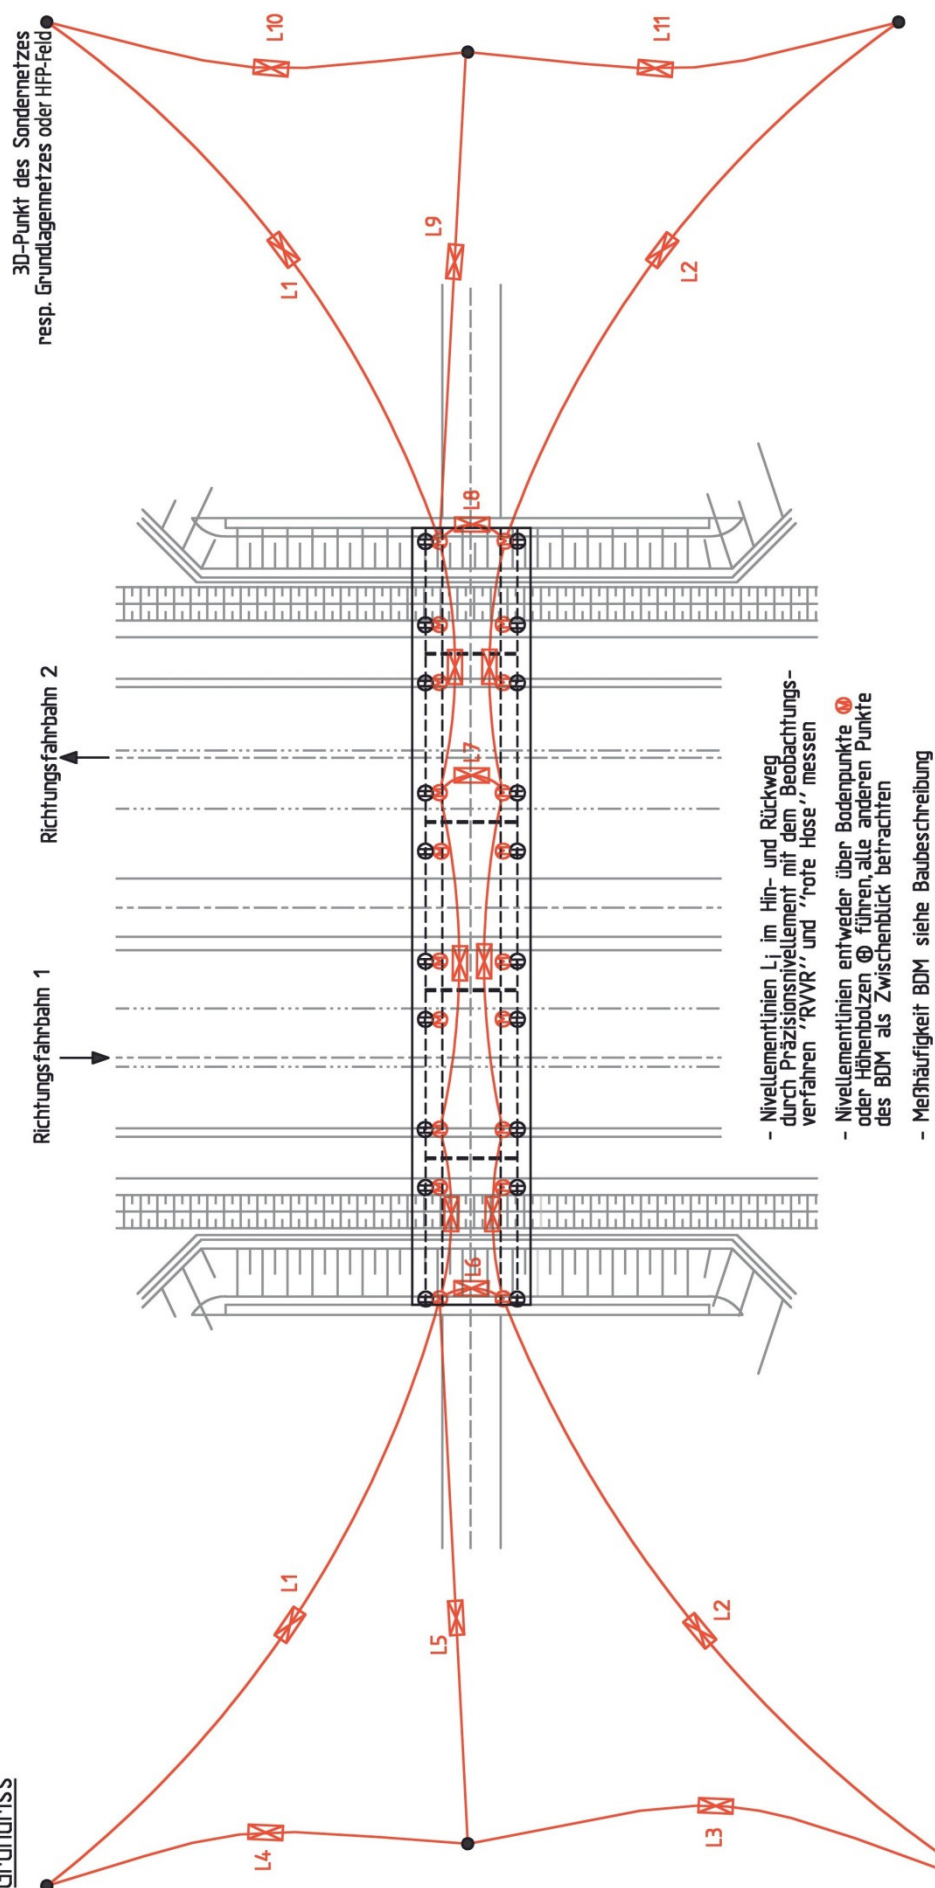 Grundriss
3D-Punkt des Sondernetzes
resp. Grundlagennetzes oder HFP-Feld
Richtungsfahrbahn 1
Richtungsfahrbahn 2
L1
L4
L5
L2
L3
L6
L7
L8
L10
L1
L9
L11
L2
- Nivellementlinien Li im Hin- und Rückweg
durch Präzisionsnivellement mit dem Beobachtungs-
verfahren "RVVR" und "rote Hose" messen
- Nivellementlinien entweder über Bodenpunkte Ⓜ
oder Höhenbolzen Ⓗ führen, alle anderen Punkte
des BDM als Zwischenblick betrachten
- Meßhäufigkeit BDM siehe Baubeschreibung